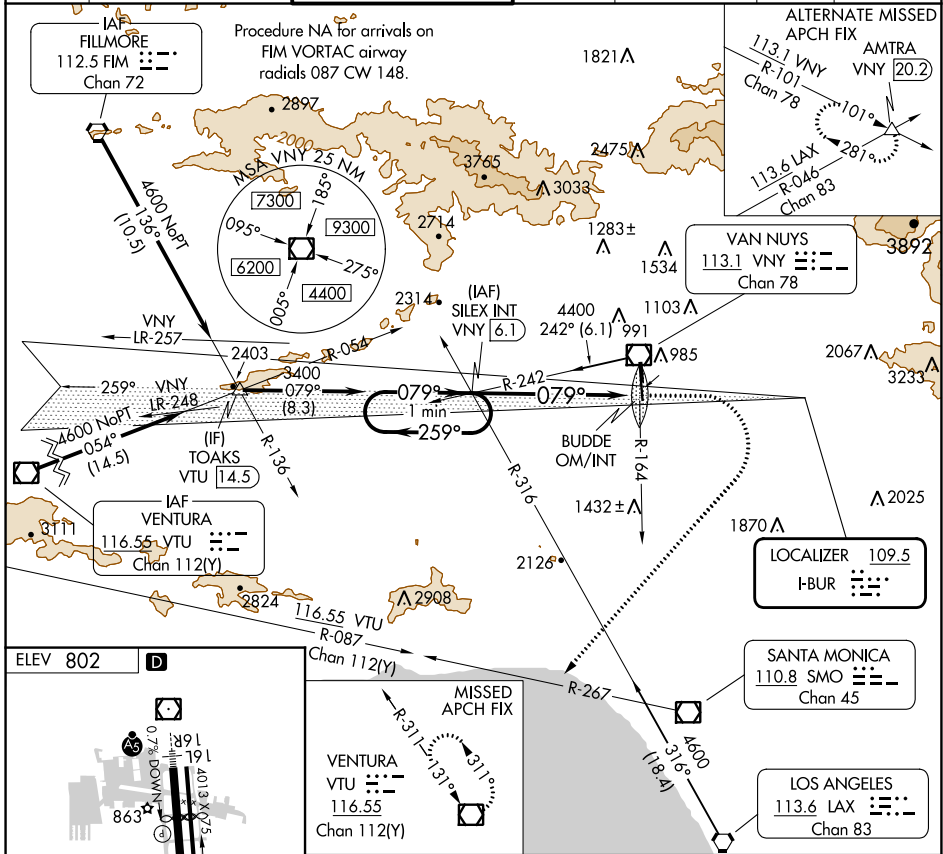 IAF
FILLMORE
112.5 FIM
Chan 72
Procedure NA for arrivals on
FIM VORTAC airway
radials 087 CW 148.
1821
ALTERNATE MISSED
APCH FIX
AMTRA
VNY 20.2
113.1 VNY
R-101
Chan 78
101°
281°
113.6 LAX
R-046
Chan 83
2897
2000
3765
2475
3033
MSA VNY 25 NM
7300
185°
095°
9300
6200
275°
4400
005°
4600 NoPT
136°
(10.5)
2714
1283±
1534
3892
VAN NUYS
113.1 VNY
Chan 78
2314
(IAF)
SILEX INT
VNY 6.1
4400
242° (6.1)
1103
991
985
2067
3233
VNY
LR-257
2403
R-054
3400
R-242
259°
VNY
LR-248
079°
(8.3)
079°
1 min
259°
079°
4600 NoPT
054°
(14.5)
(IF)
TOAKS
VTU 14.5
R-136
BUDDE
OM/INT
R-164
R-316
1432 ±
2025
1870
IAF
VENTURA
116.55 VTU
Chan 112(Y)
3111
2126
LOCALIZER 109.5
I-BUR
2824
2908
116.55 VTU
R-087
Chan 112(Y)
R-267
SANTA MONICA
110.8 SMO
Chan 45
ELEV 802
D
A5
16R
16L
0.7% DOWN
4013 X 75
863
P
MISSED
APCH FIX
R-311
131°
311°
VENTURA
VTU
116.55
Chan 112(Y)
4600
316°
(18.4)
LOS ANGELES
113.6 LAX
Chan 83